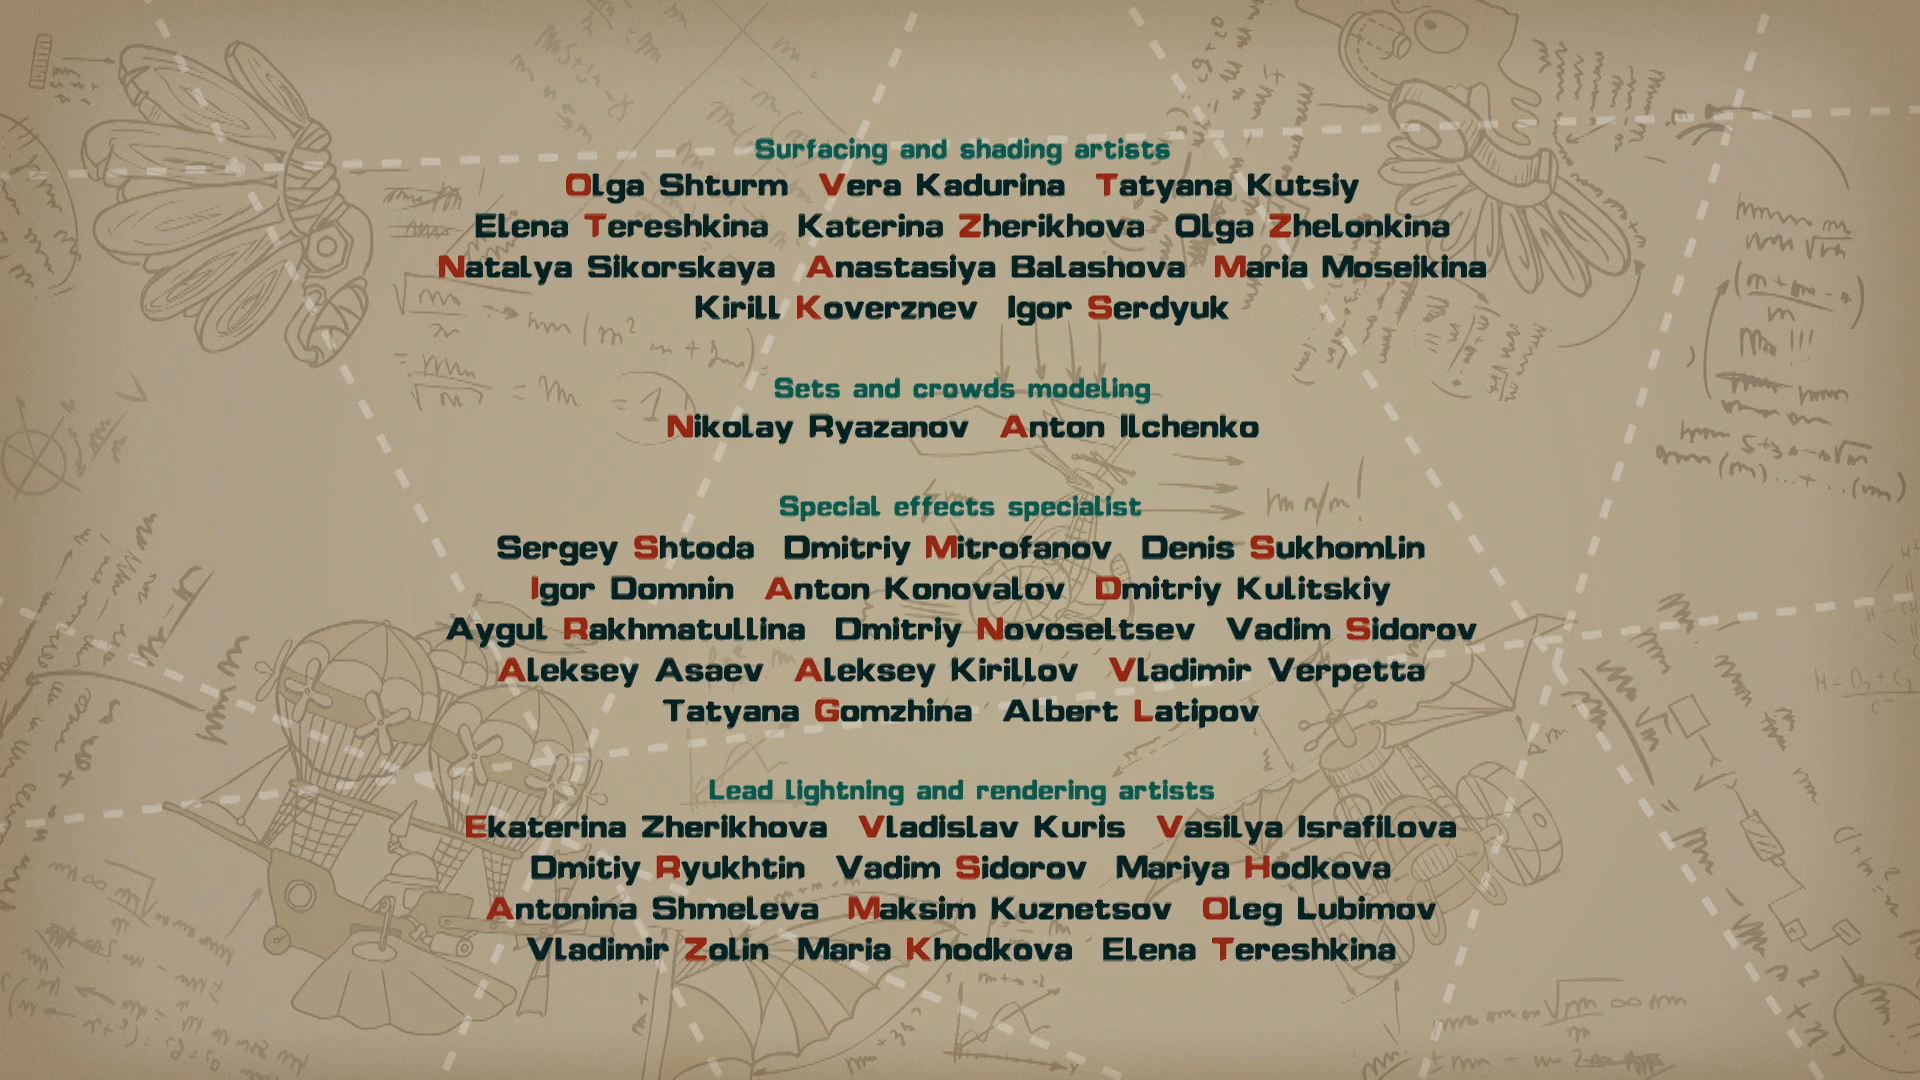 Surfacing and shading artists
Olga Shturm Vera Kadurina Tatyana Kutsiy
Elena Tereshkina Katerina Zherikhova Olga Zhelonkina
Natalya Sikorskaya Anastasiya Balashova Maria Moseikina
Kirill Koverznev Igor Serdyuk
Sets and crowds modeling
Nikolay Ryazanov Anton Ilchenko
Special effects specialist
Sergey Shtoda Dmitriy Mitrofanov Denis Sukhomlin
Igor Domnin Anton Konovalov Dmitriy Kulitskiy
Aygul Rakhmatullina Dmitriy Novoseltsev Vadim Sidorov
Aleksey Asaev Aleksey Kirillov Vladimir Verpetta
Tatyana Gomzhina Albert Latipov
Lead lightning and rendering artists
Ekaterina Zherikhova Vladislav Kuris Vasilya Israfilova
Dmitiy Ryukhtin Vadim Sidorov Mariya Hodkova
Antonina Shmeleva Maksim Kuznetsov Oleg Lubimov
Vladimir Zolin Maria Khodkova Elena Tereshkina